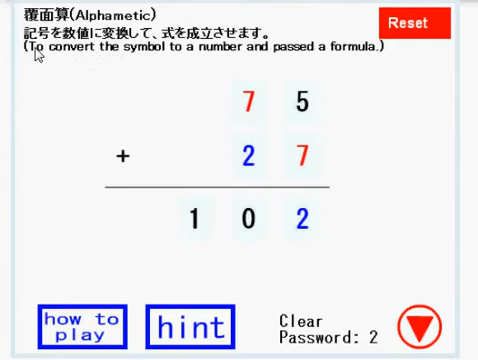 覆面算(Alphametic)
Reset
記号を数値に変換して、式を成立させます。
(To convert the symbol to a number and passed a formula.)
7 5
+ 2 7
1 0 2
how to play
hint
Clear
Password: 2